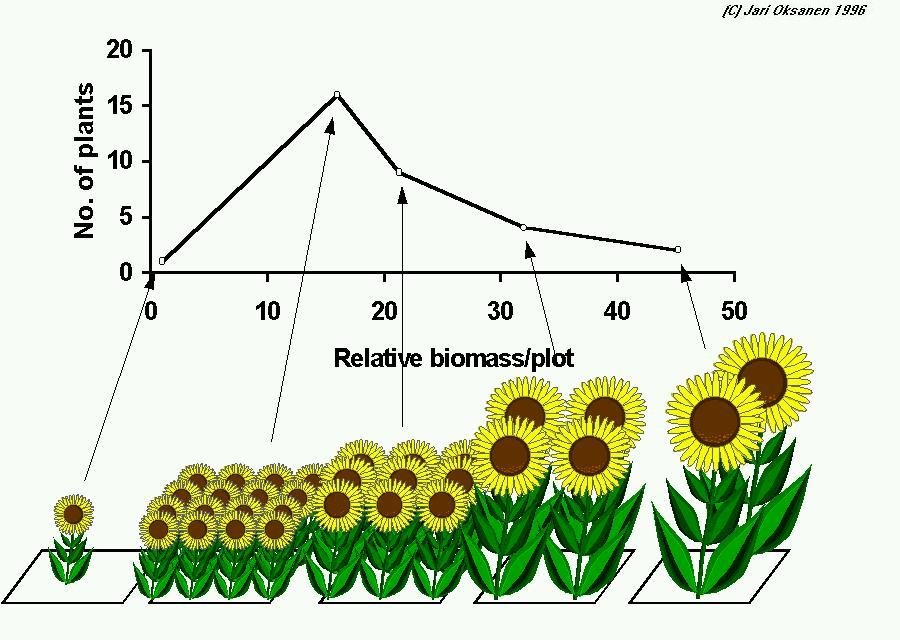 (C) Jari Oksanen 1996
20
15
10
5
0
No. of plants
0 10 20 30 40 50
Relative biomass/plot